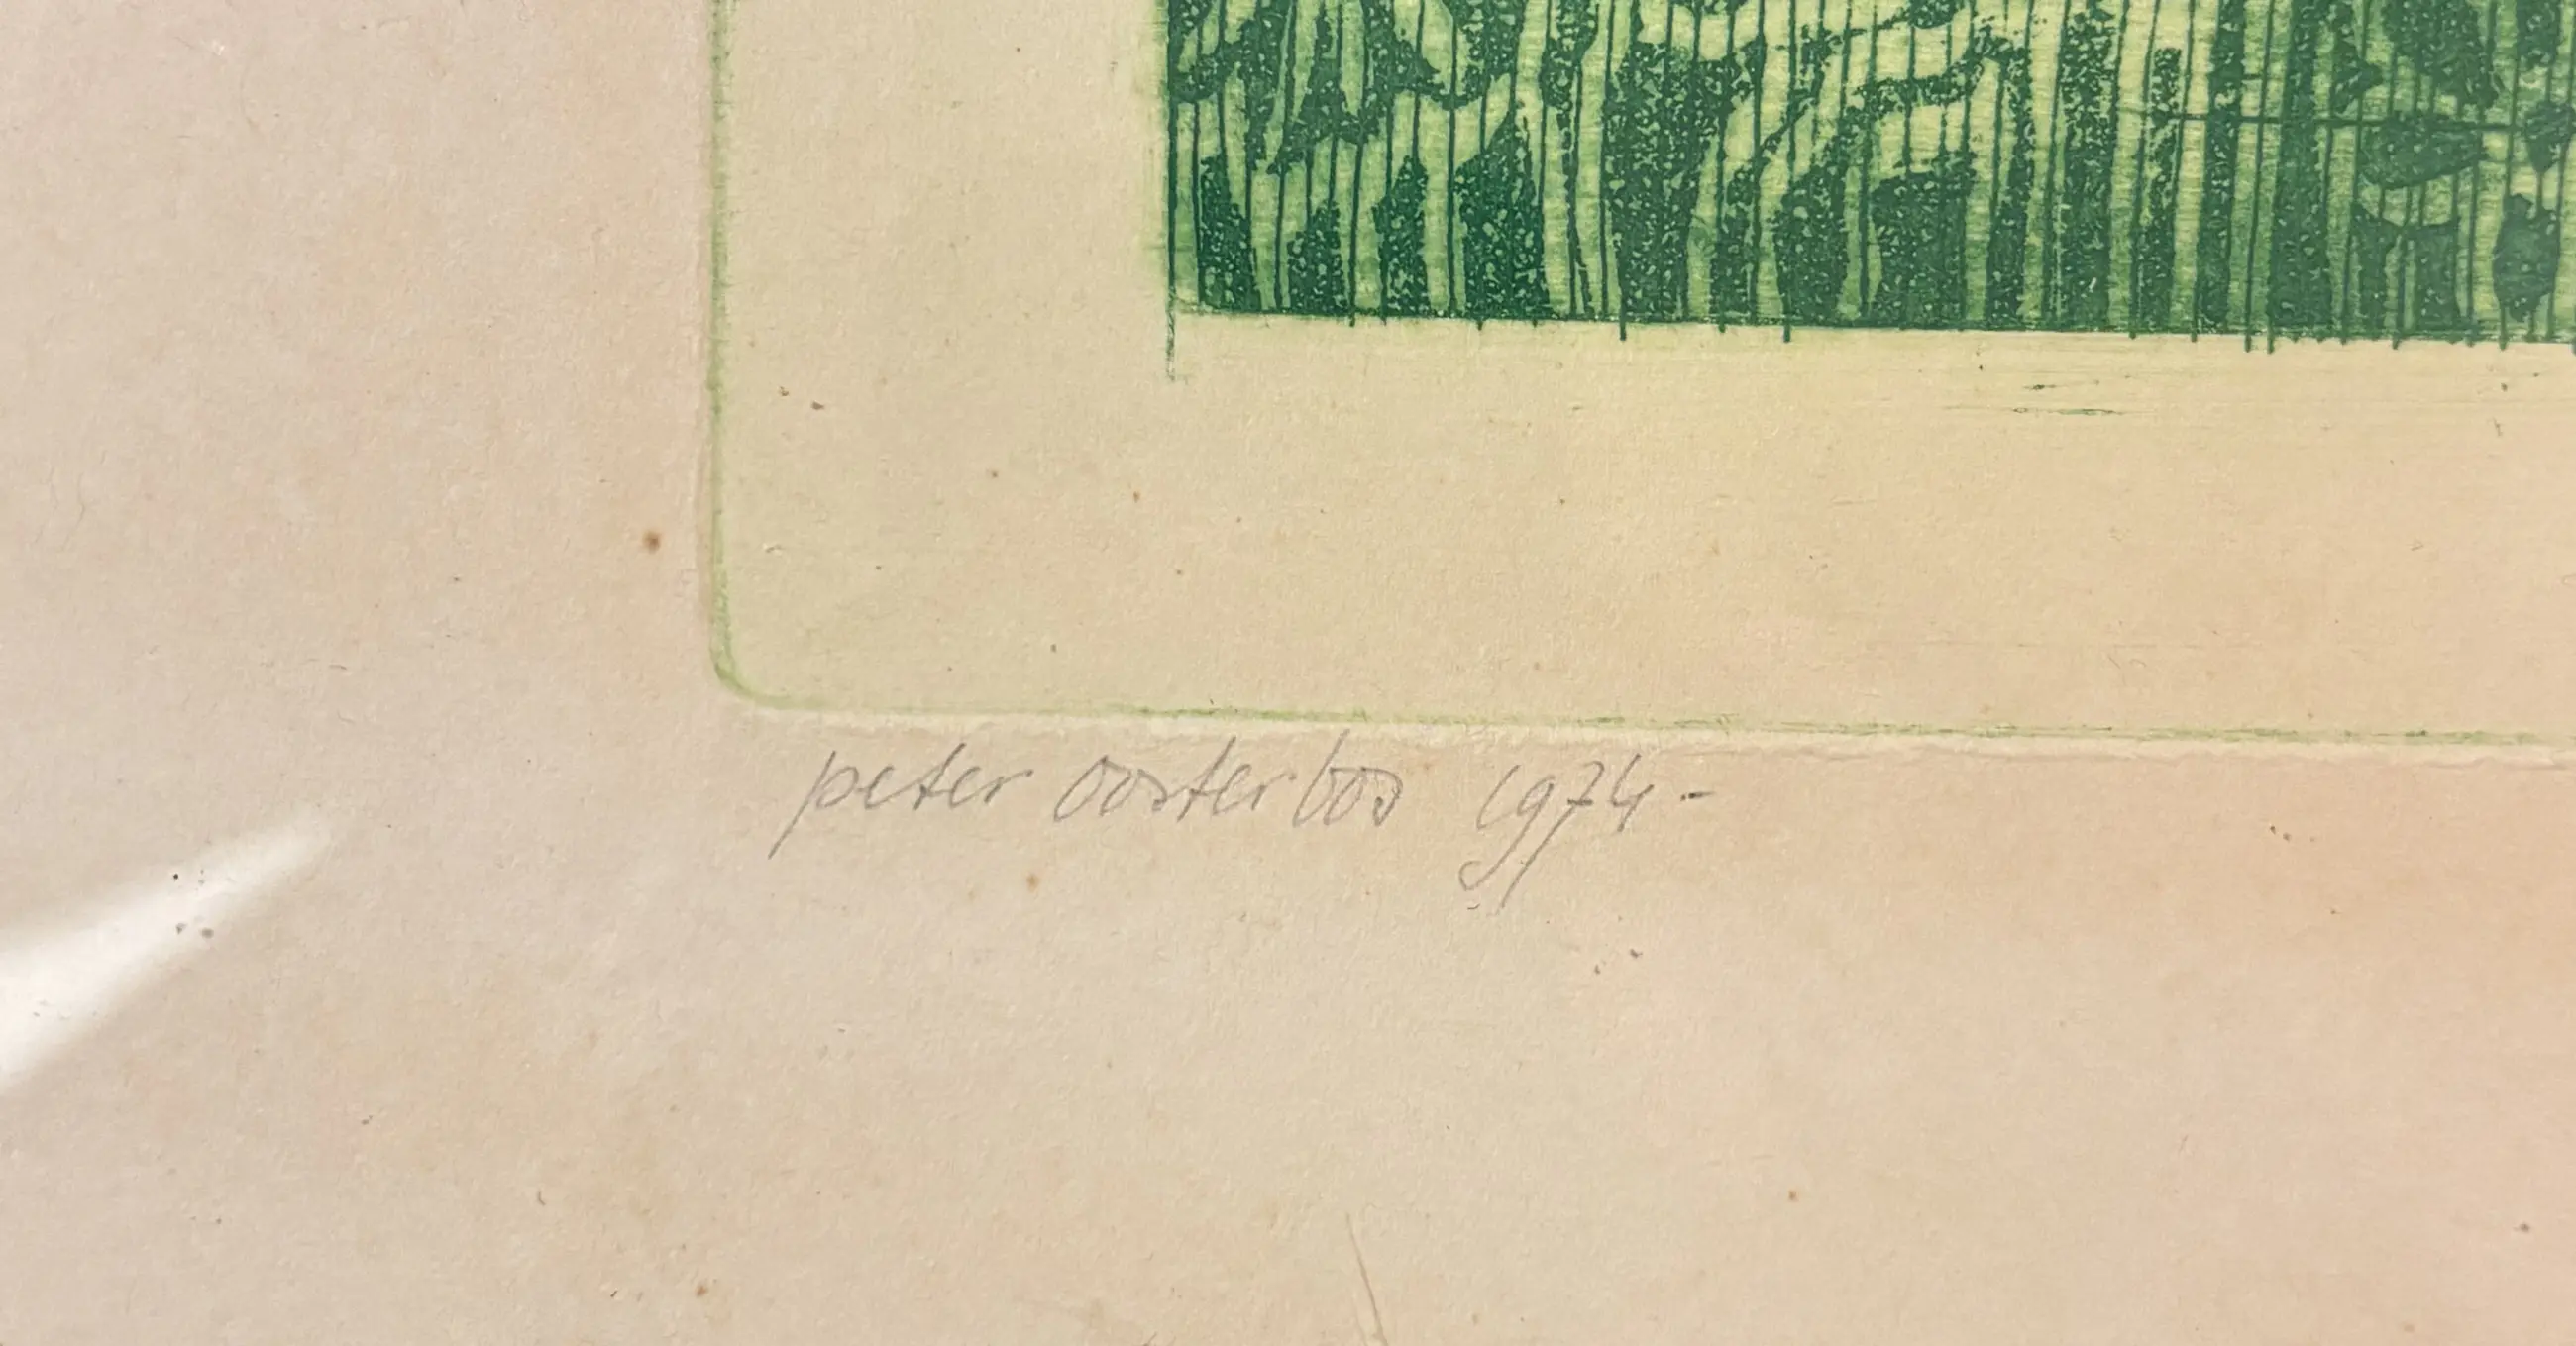 peter oosterbos 1974-